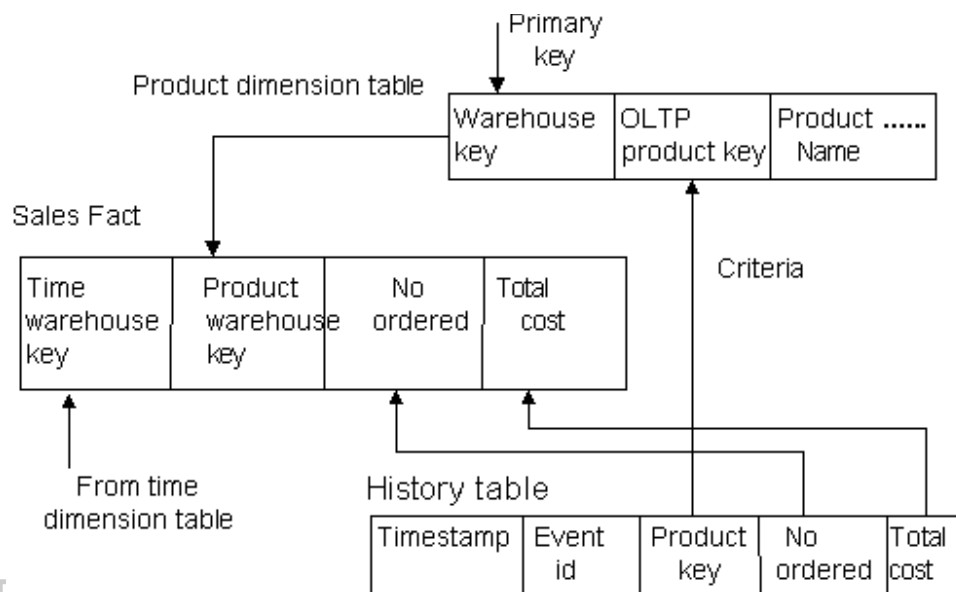 Primary
key
Product dimension table
Warehouse
key
OLTP
product key
Product ......
Name
Sales Fact
Criteria
Time
warehouse
key
Product
warehouse
key
No
ordered
Total
cost
From time
dimension table
History table
Timestamp
Event
id
Product
key
No
ordered
Total
cost